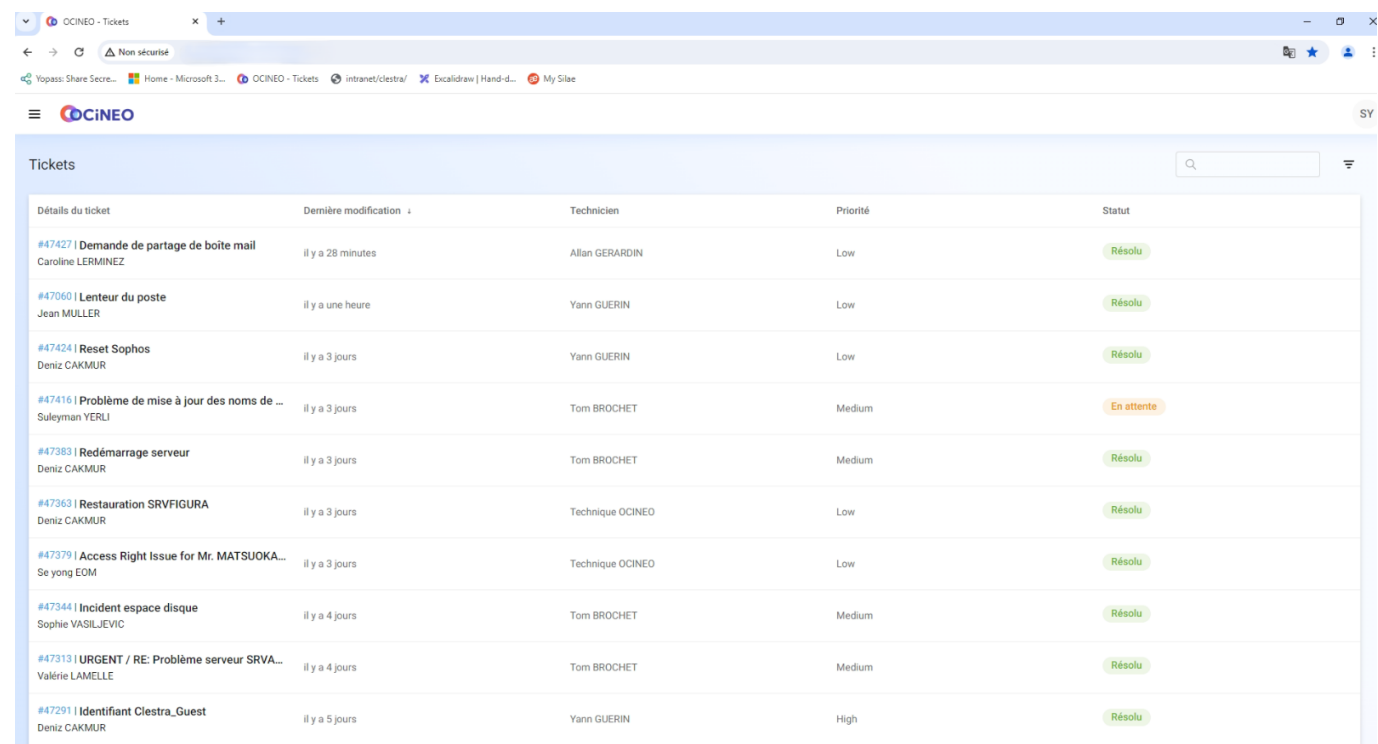 OCINEO - Tickets
Non sécurisé
Yopass: Share Secre... Home - Microsoft 3... OCINEO - Tickets intranet/clestra/ Excalidraw | Hand-d... My Silae
OCiNEO SY
Tickets
Détails du ticket Dernière modification ↓ Technicien Priorité Statut
#47427 | Demande de partage de boîte mail
Caroline LERMINEZ il y a 28 minutes Allan GERARDIN Low Résolu
#47060 | Lenteur du poste
Jean MULLER il y a une heure Yann GUERIN Low Résolu
#47424 | Reset Sophos
Deniz CAKMUR il y a 3 jours Yann GUERIN Low Résolu
#47416 | Problème de mise à jour des noms de ...
Suleyman YERLI il y a 3 jours Tom BROCHET Medium En attente
#47383 | Redémarrage serveur
Deniz CAKMUR il y a 3 jours Tom BROCHET Medium Résolu
#47363 | Restauration SRVFIGURA
Deniz CAKMUR il y a 3 jours Technique OCINEO Low Résolu
#47379 | Access Right Issue for Mr. MATSUOKA...
Se yong EOM il y a 3 jours Technique OCINEO Low Résolu
#47344 | Incident espace disque
Sophie VASILJEVIC il y a 4 jours Tom BROCHET Medium Résolu
#47313 | URGENT / RE: Problème serveur SRVA...
Valérie LAMELLE il y a 4 jours Tom BROCHET Medium Résolu
#47291 | Identifiant Clestra_Guest
Deniz CAKMUR il y a 5 jours Yann GUERIN High Résolu